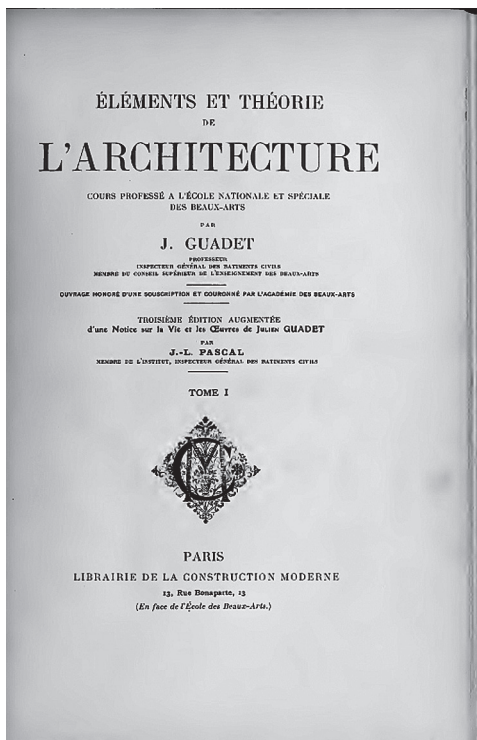 ÉLÉMENTS ET THÉORIE
DE
L'ARCHITECTURE
COURS PROFESSÉ A L'ÉCOLE NATIONALE ET SPÉCIALE
DES BEAUX-ARTS
PAR
J. GUADET
PROFESSEUR
INSPECTEUR GÉNÉRAL DES BATIMENTS CIVILS
MEMBRE DU CONSEIL SUPÉRIEUR DE L'ENSEIGNEMENT DES BEAUX-ARTS
OUVRAGE HONORÉ D'UNE SOUSCRIPTION ET COURONNÉ PAR L'ACADÉMIE DES BEAUX-ARTS
TROISIÈME ÉDITION AUGMENTÉE
d'une Notice sur la Vie et les Œuvres de JULIEN GUADET
PAR
J.-L. PASCAL
MEMBRE DE L'INSTITUT, INSPECTEUR GÉNÉRAL DES BATIMENTS CIVILS
TOME I
PARIS
LIBRAIRIE DE LA CONSTRUCTION MODERNE
13, Rue Bonaparte, 13
(En face de l'École des Beaux-Arts.)